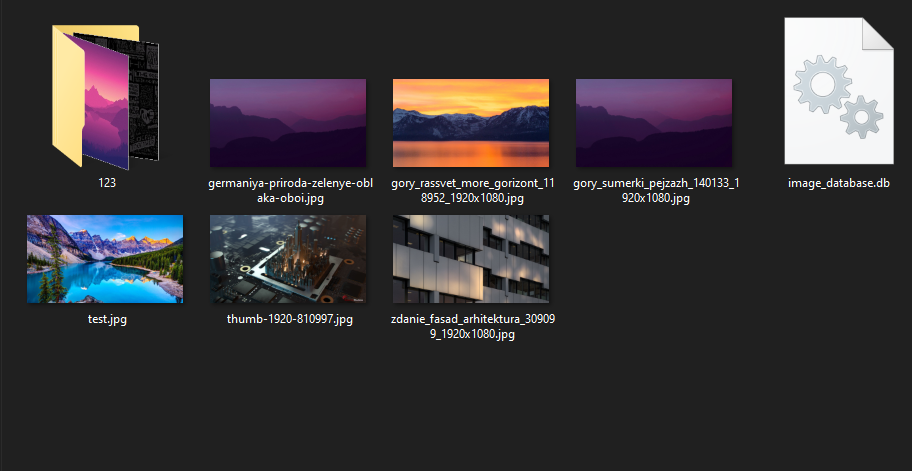 123
germaniya-priroda-zelenye-obl
aka-oboi.jpg
gory_rassvet_more_gorizont_11
8952_1920x1080.jpg
gory_sumerki_pejzazh_140133_1
920x1080.jpg
image_database.db
test.jpg
thumb-1920-810997.jpg
zdanie_fasad_arhitektura_30909
9_1920x1080.jpg